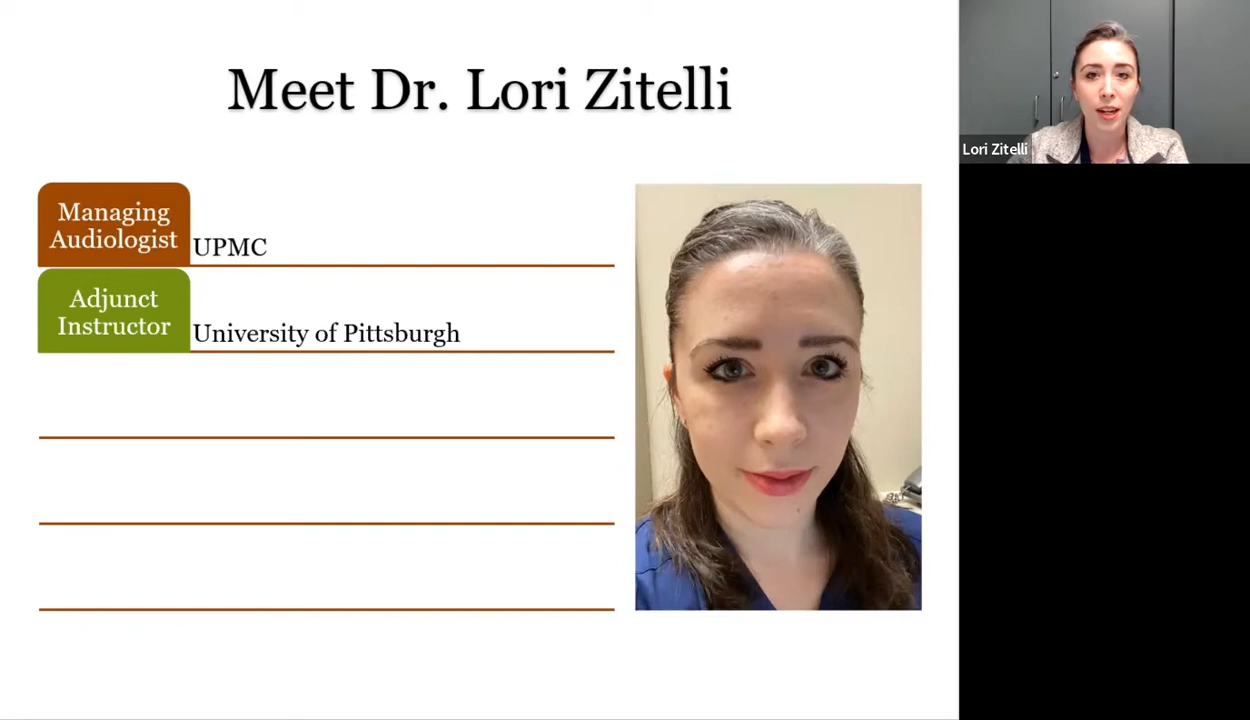 Meet Dr. Lori Zitelli
Managing
Audiologist
UPMC
Adjunct
Instructor
University of Pittsburgh
Lori Zitelli